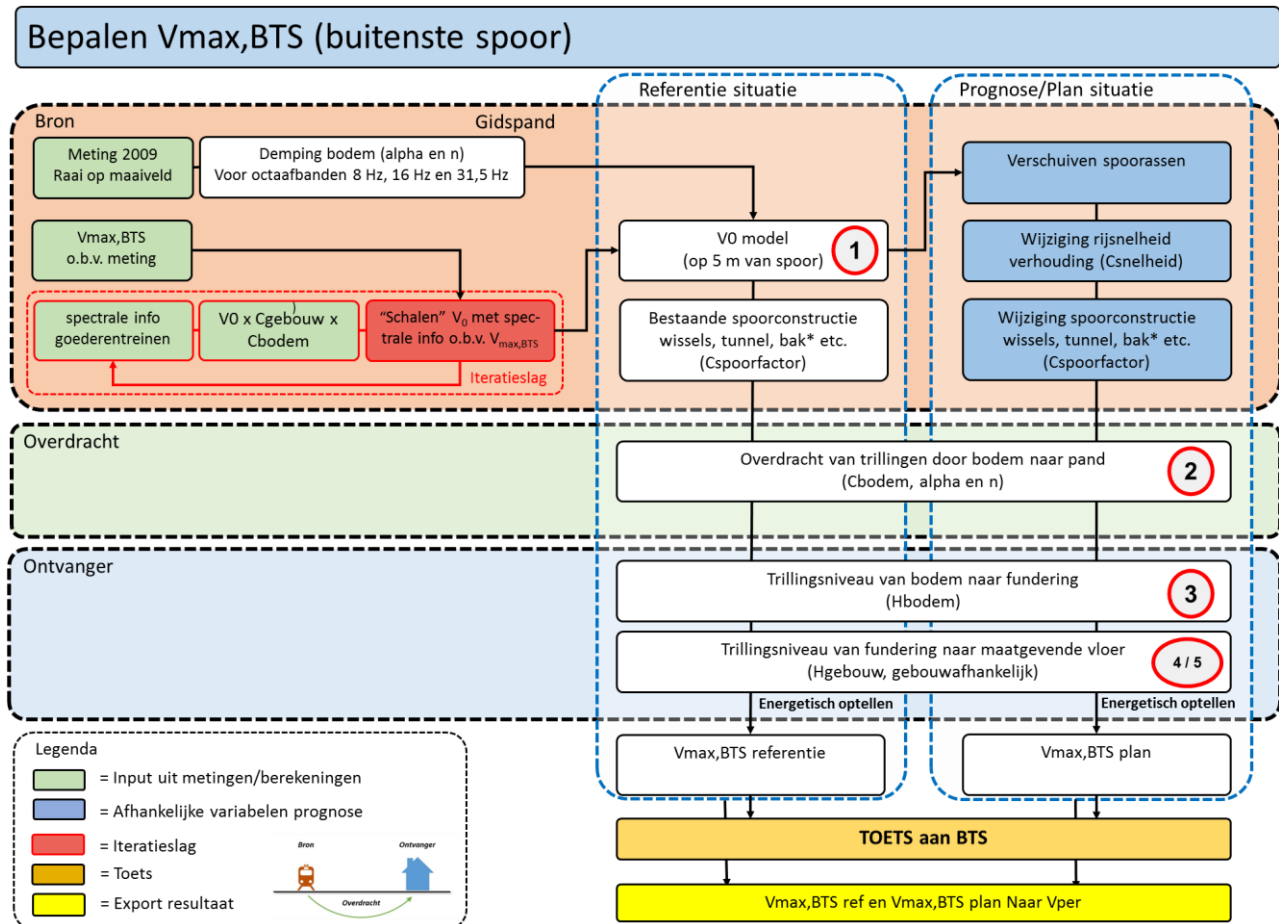 Bepalen Vmax,BTS (buitenste spoor)
Referentie situatie
Prognose/Plan situatie
Bron
Gidspand
Meting 2009
Raai op maaiveld
Demping bodem (alpha en n)
Voor octaafbanden 8 Hz, 16 Hz en 31,5 Hz
Verschuiven spoorassen
Vmax,BTS
o.b.v. meting
V0 model
(op 5 m van spoor)
1
Wijziging rijsnelheid
verhouding (Csnelheid)
spectrale info
goederentreinen
)
V0 x Cgebouw x
Cbodem
"Schalen" V0 met spec-
trale info o.b.v. Vmax,BTS
Iteratieslag
Bestaande spoorconstructie
wissels, tunnel, bak* etc.
(Cspoorfactor)
Wijziging spoorconstructie
wissels, tunnel, bak* etc.
(Cspoorfactor)
Overdracht
Overdracht van trillingen door bodem naar pand
(Cbodem, alpha en n)
2
Ontvanger
Trillingsniveau van bodem naar fundering
(Hbodem)
3
Trillingsniveau van fundering naar maatgevende vloer
(Hgebouw, gebouwafhankelijk)
4 / 5
Energetisch optellen
Energetisch optellen
Vmax,BTS referentie
Vmax,BTS plan
TOETS aan BTS
Vmax,BTS ref en Vmax,BTS plan Naar Vper
Legenda
= Input uit metingen/berekeningen
= Afhankelijke variabelen prognose
= Iteratieslag
= Toets
= Export resultaat
Bron
Ontvanger
Overdracht